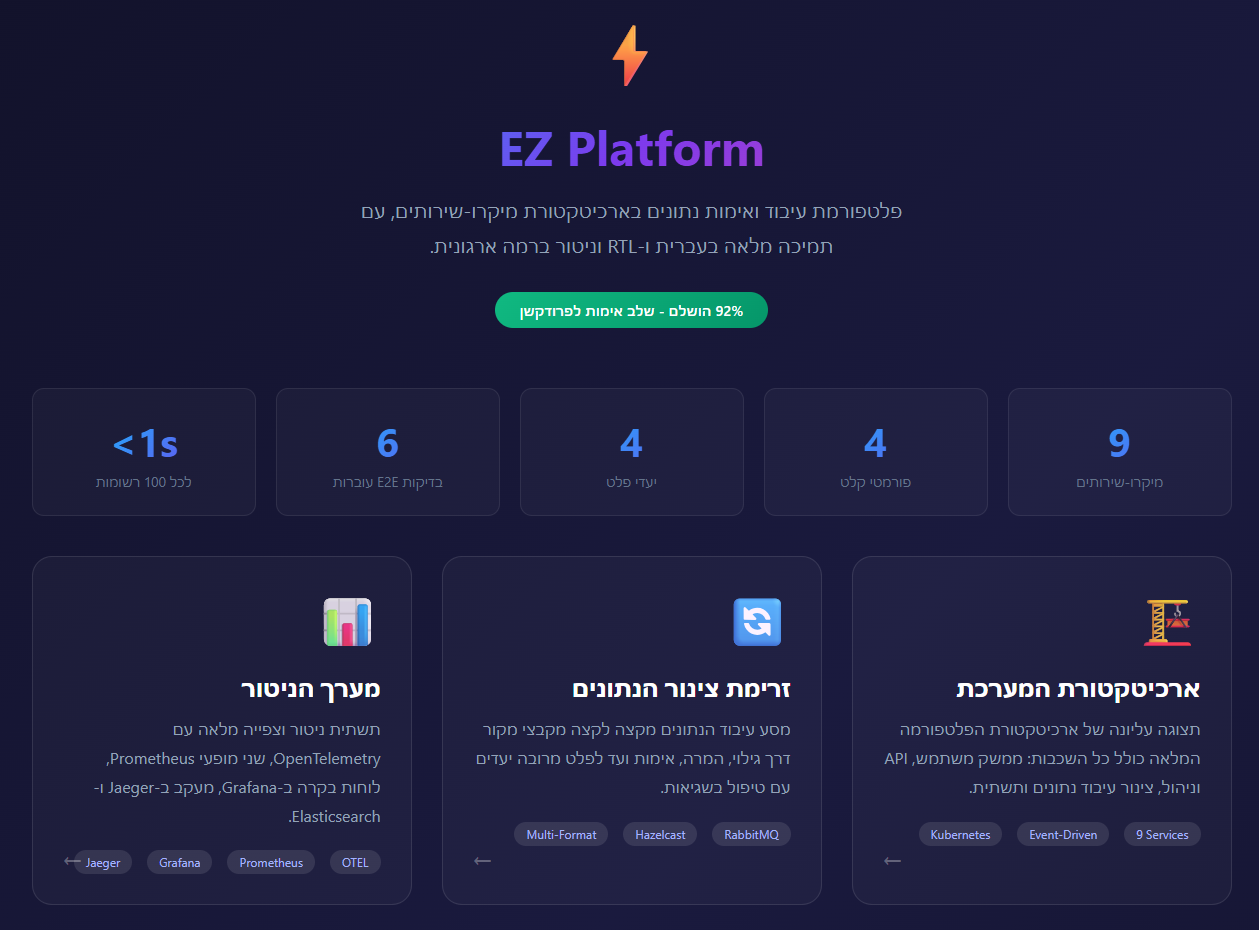 EZ Platform
פלטפורמת עיבוד ואימות נתונים בארכיטקטורת מיקרו-שירותים, עם
תמיכה מלאה בעברית ו-RTL וניטור ברמה ארגונית.
92% הושלם - שלב אימות לפרודקשן
9
מיקרו-שירותים
4
פורמטי קלט
4
יעדי פלט
6
בדיקות E2E עוברות
<1s
לכל 100 רשומות
ארכיטקטורת המערכת
תצוגה עליונה של ארכיטקטורת הפלטפורמה
המלאה כולל כל השכבות: ממשק משתמש, API
וניהול, צינור עיבוד נתונים ותשתית.
9 Services
Event-Driven
Kubernetes
←
זרימת צינור הנתונים
מסע עיבוד הנתונים מקצה לקצה מקבצי מקור
דרך גילוי, המרה, אימות ועד לפלט מרובה יעדים
עם טיפול בשגיאות.
RabbitMQ
Hazelcast
Multi-Format
←
מערך הניטור
תשתית ניטור וצפייה מלאה עם
OpenTelemetry, שני מופעי Prometheus,
לוחות בקרה ב-Grafana, מעקב ב-Jaeger ו-
Elasticsearch.
OTEL
Prometheus
Grafana
Jaeger
←